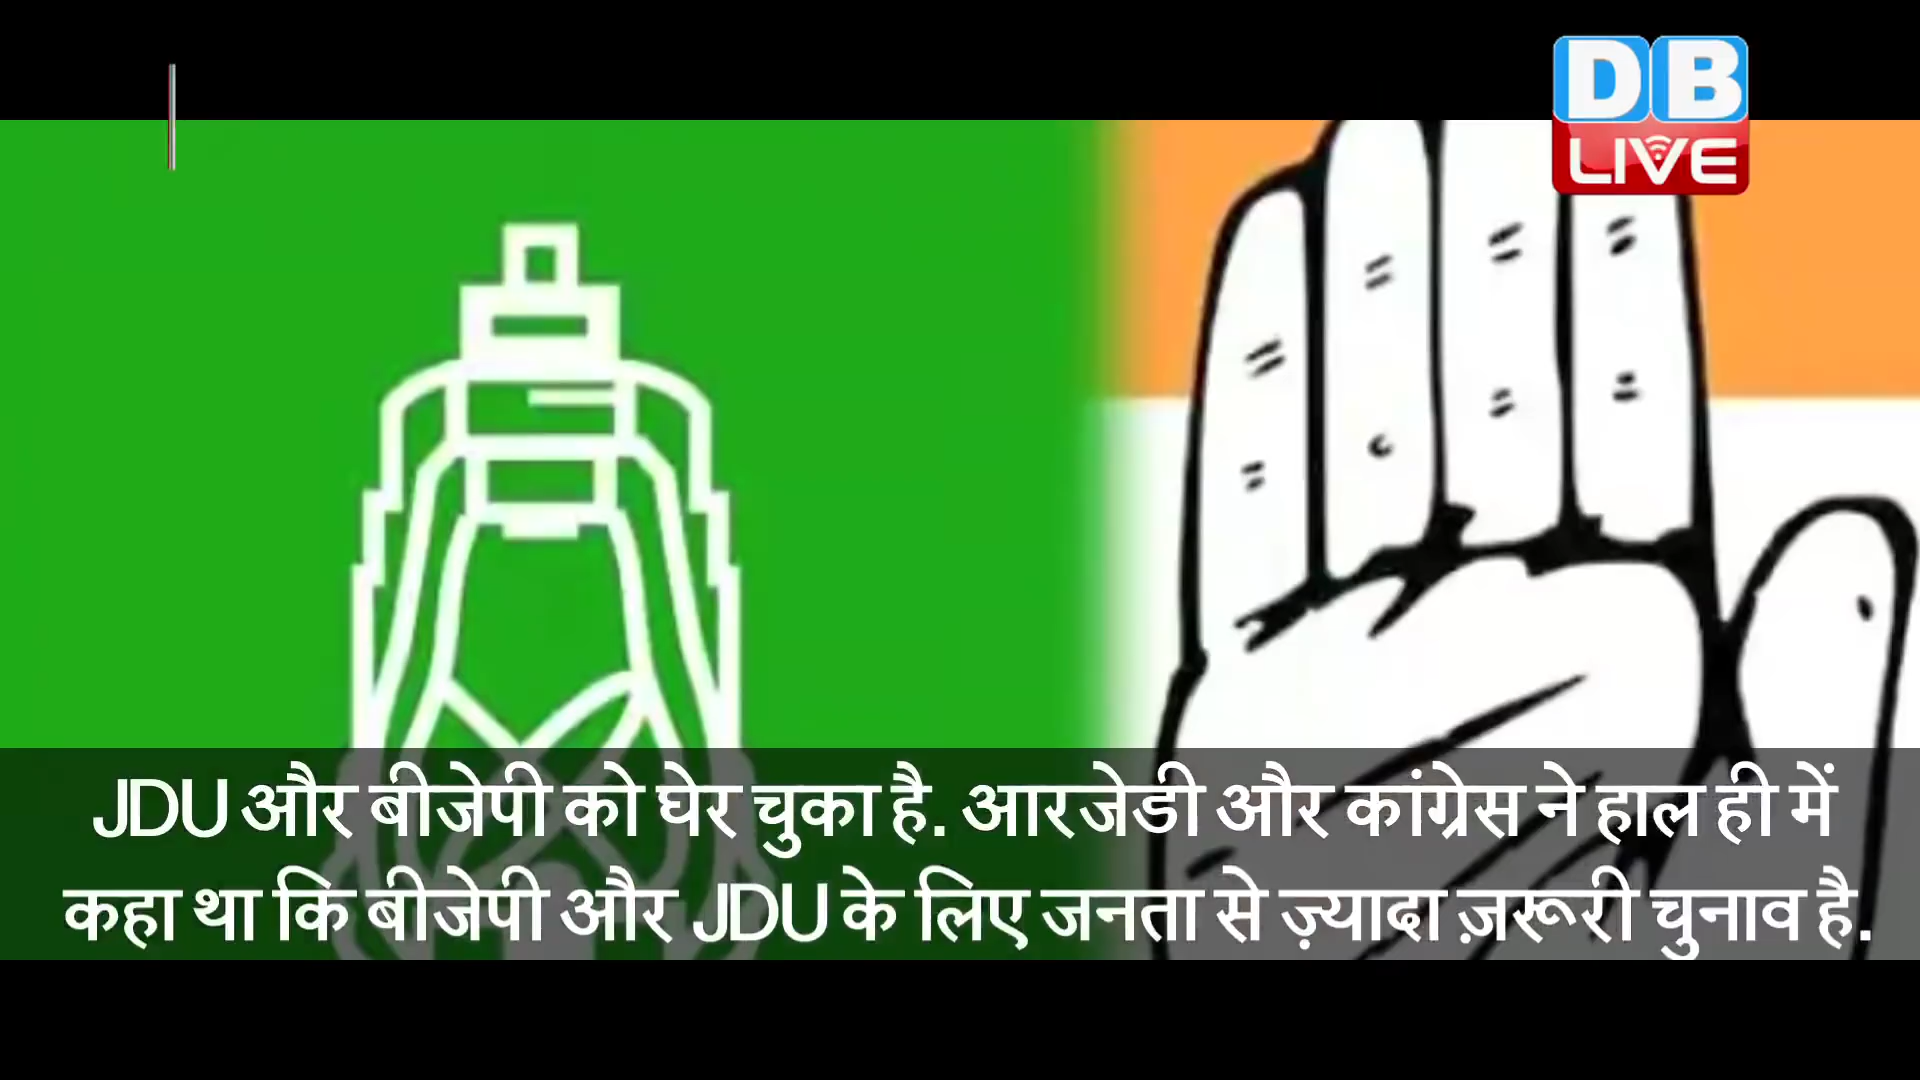 DB
LIVE
JDU और बीजेपी को घेर चुका है. आरजेडी और कांग्रेस ने हाल ही में
कहा था कि बीजेपी और JDU के लिए जनता से ज़्यादा ज़रूरी चुनाव है.